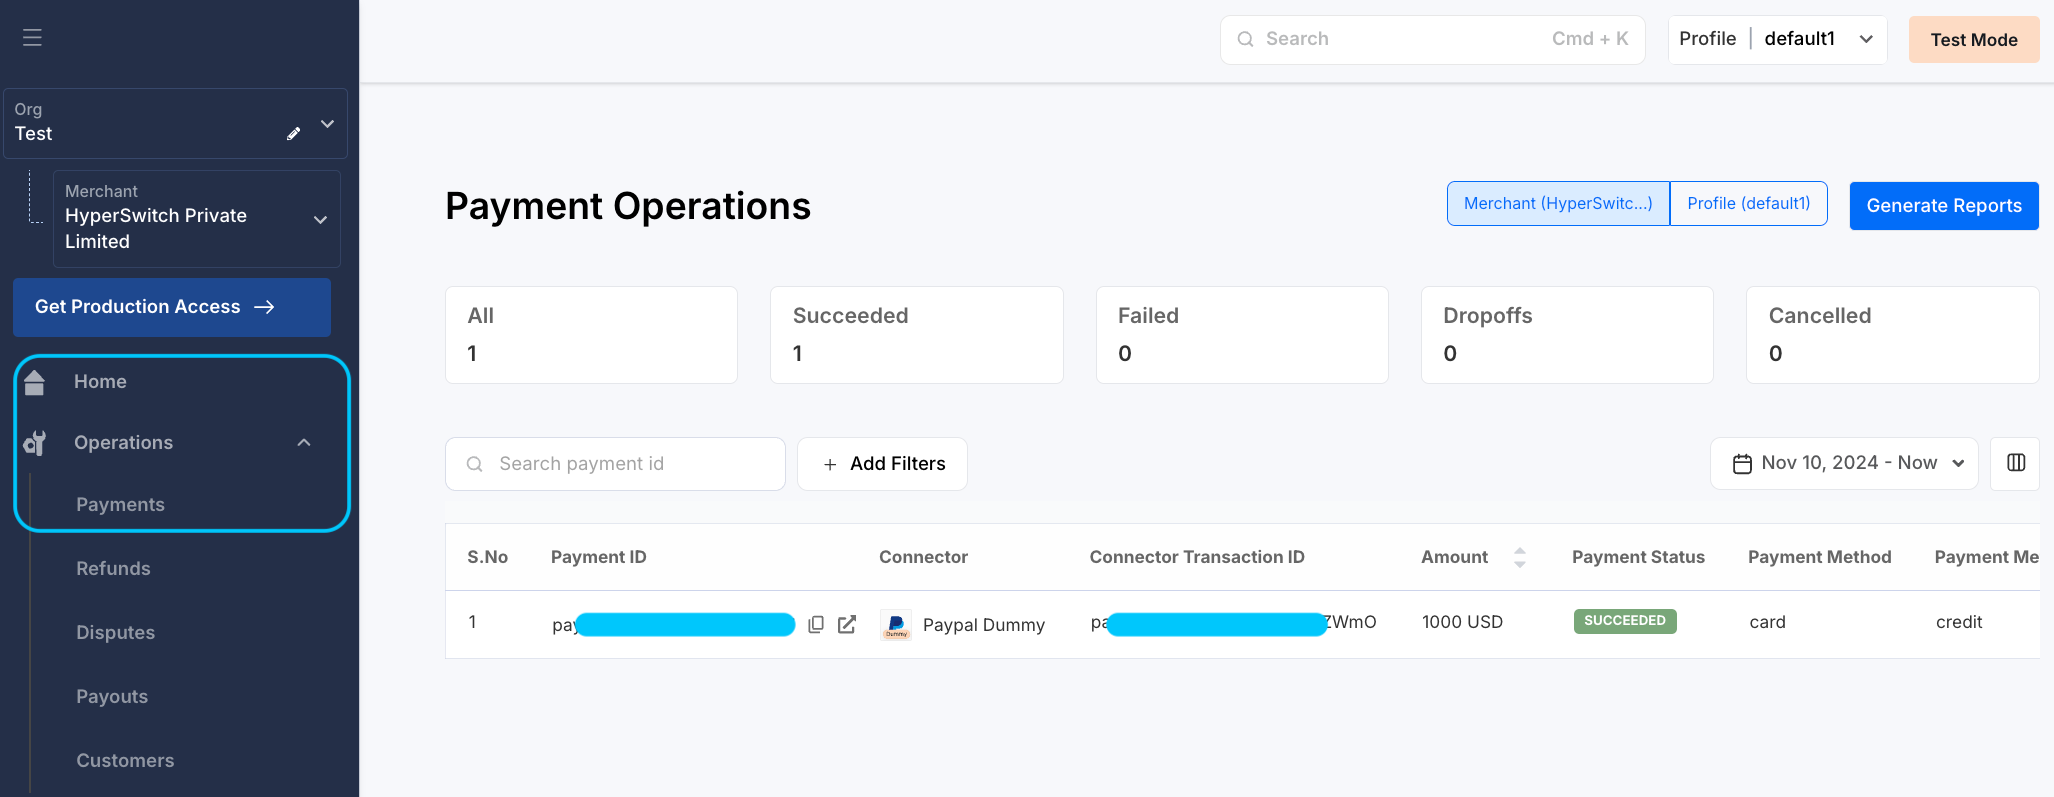 Search Cmd + K
Profile | default1
Test Mode
Org
Test
Merchant
HyperSwitch Private
Limited
Get Production Access →
Home
Operations
Payments
Refunds
Disputes
Payouts
Customers
Payment Operations
Merchant (HyperSwitc...) Profile (default1)
Generate Reports
All
1
Succeeded
1
Failed
0
Dropoffs
0
Cancelled
0
Search payment id
+ Add Filters
Nov 10, 2024 - Now
S.No Payment ID Connector Connector Transaction ID Amount Payment Status Payment Method Payment Me
1 pay Dummy Paypal Dummy pa ZWmO 1000 USD SUCCEEDED card credit